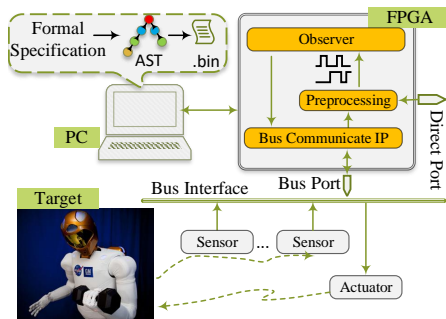 Formal
Specification
AST
.bin
PC
FPGA
Observer
Preprocessing
Bus Communicate IP
Direct Port
Bus Port
Bus Interface
Target
Sensor
...
Sensor
Actuator
GM